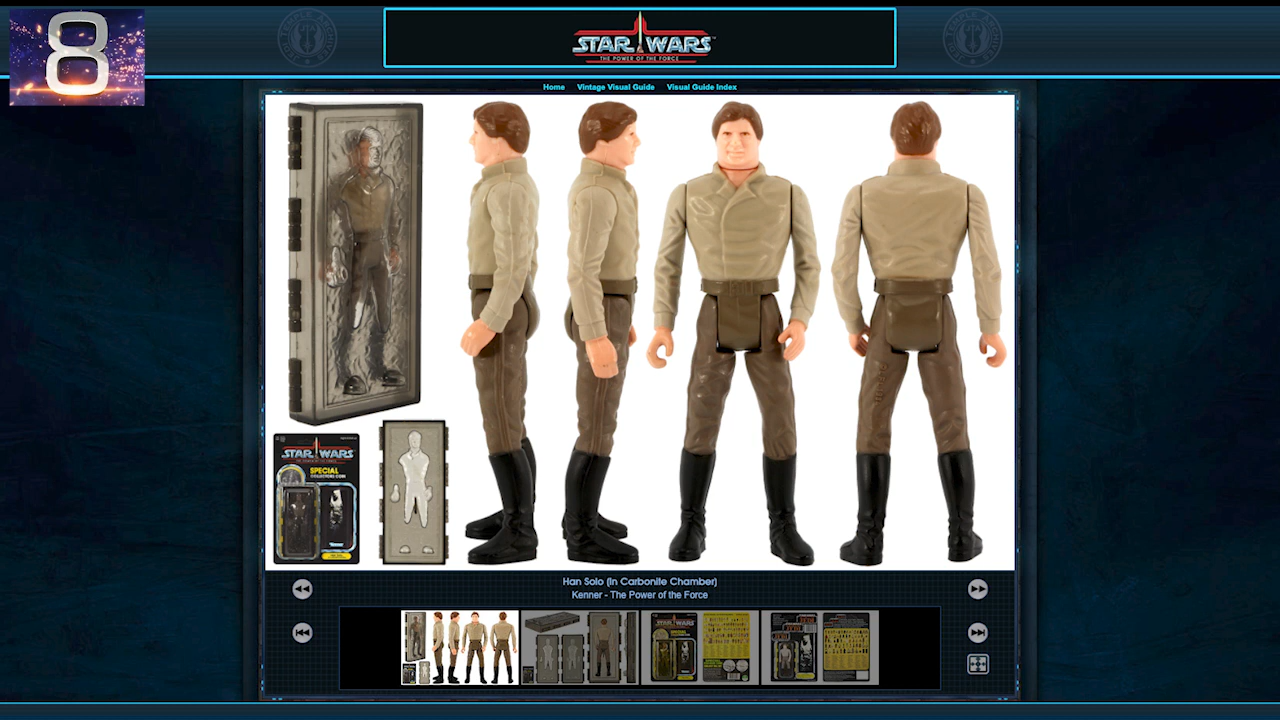 8
STAR WARS
THE POWER OF THE FORCE
Home Vintage Visual Guide Visual Guide Index
STAR WARS
SPECIAL
COLLECTORS COIN
Han Solo (In Carbonite Chamber)
Kenner - The Power of the Force